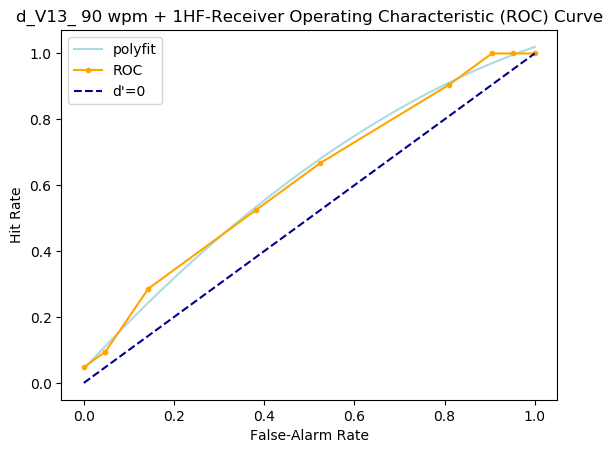 d_V13_ 90 wpm + 1HF-Receiver Operating Characteristic (ROC) Curve
polyfit
ROC
d'=0
Hit Rate
1.0
0.8
0.6
0.4
0.2
0.0
0.0 0.2 0.4 0.6 0.8 1.0
False-Alarm Rate